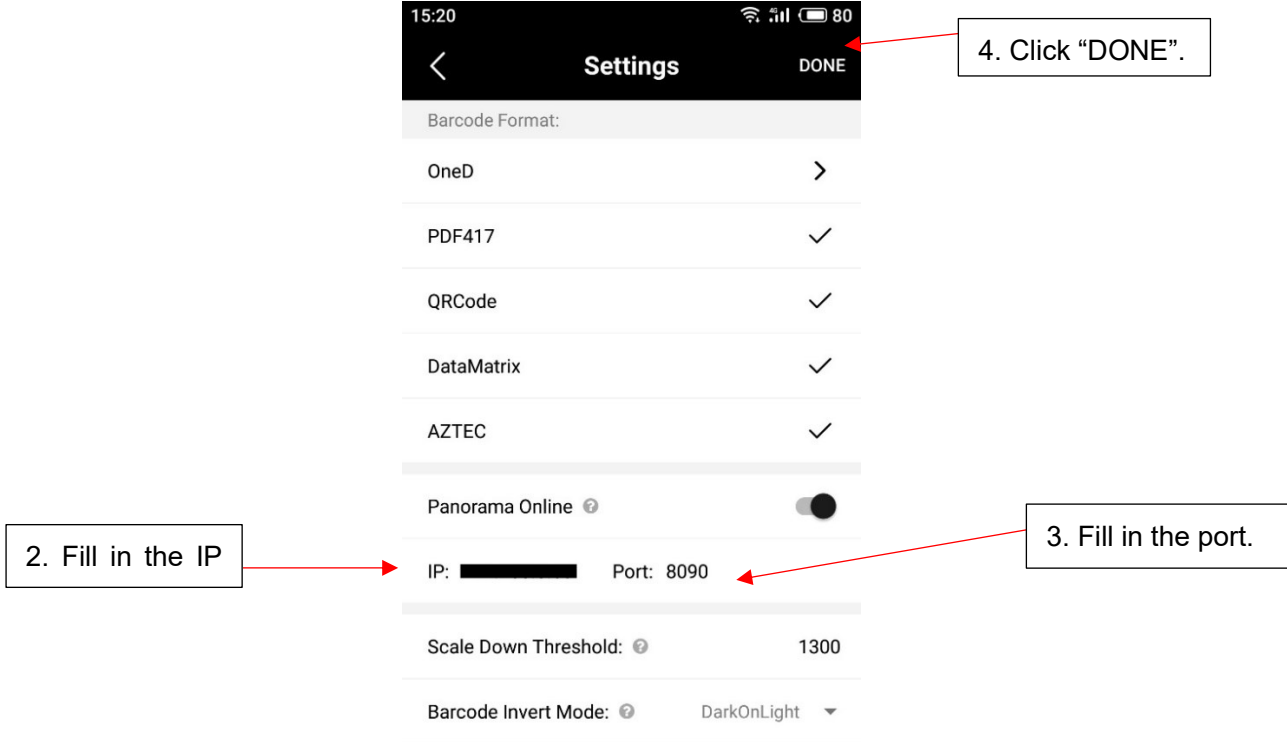 15:20 4G 80
Settings DONE
4. Click “DONE”.
Barcode Format:
OneD
PDF417
QRCode
DataMatrix
AZTEC
Panorama Online ?
2. Fill in the IP
3. Fill in the port.
IP: Port: 8090
Scale Down Threshold: ? 1300
Barcode Invert Mode: ? DarkOnLight